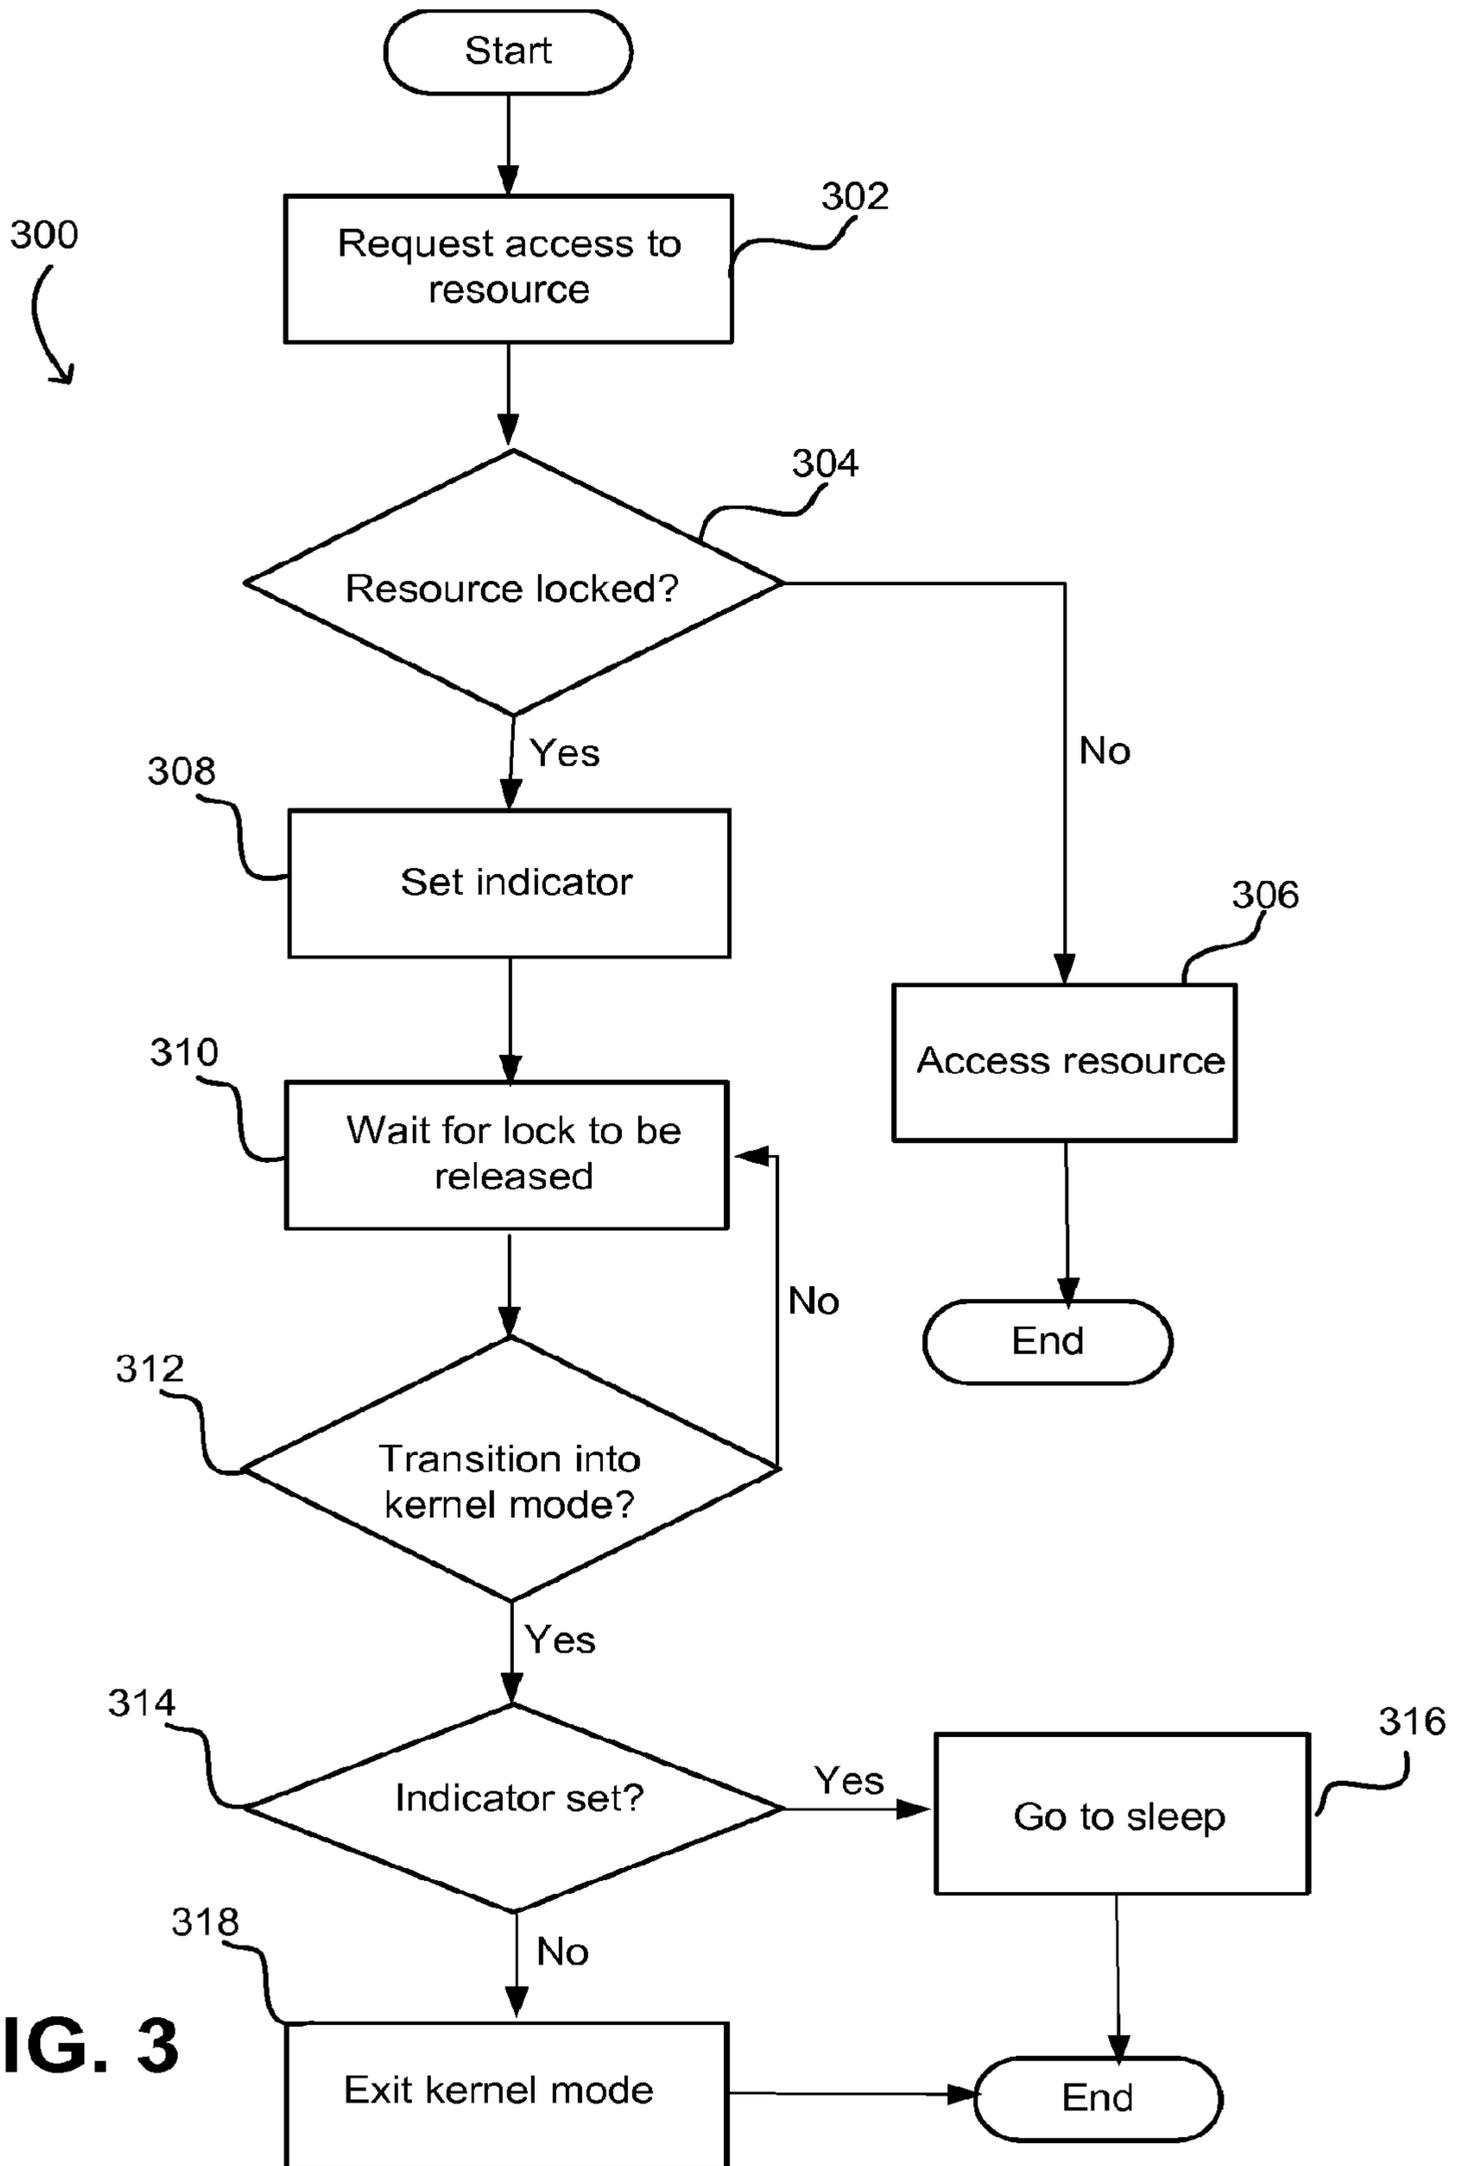 Start
302
300
Request access to
resource
304
Resource locked?
Yes
No
308
Set indicator
306
310
Access resource
Wait for lock to be
released
No
End
312
Transition into
kernel mode?
Yes
314
316
Yes
Indicator set?
Go to sleep
318
No
IG. 3
Exit kernel mode
End